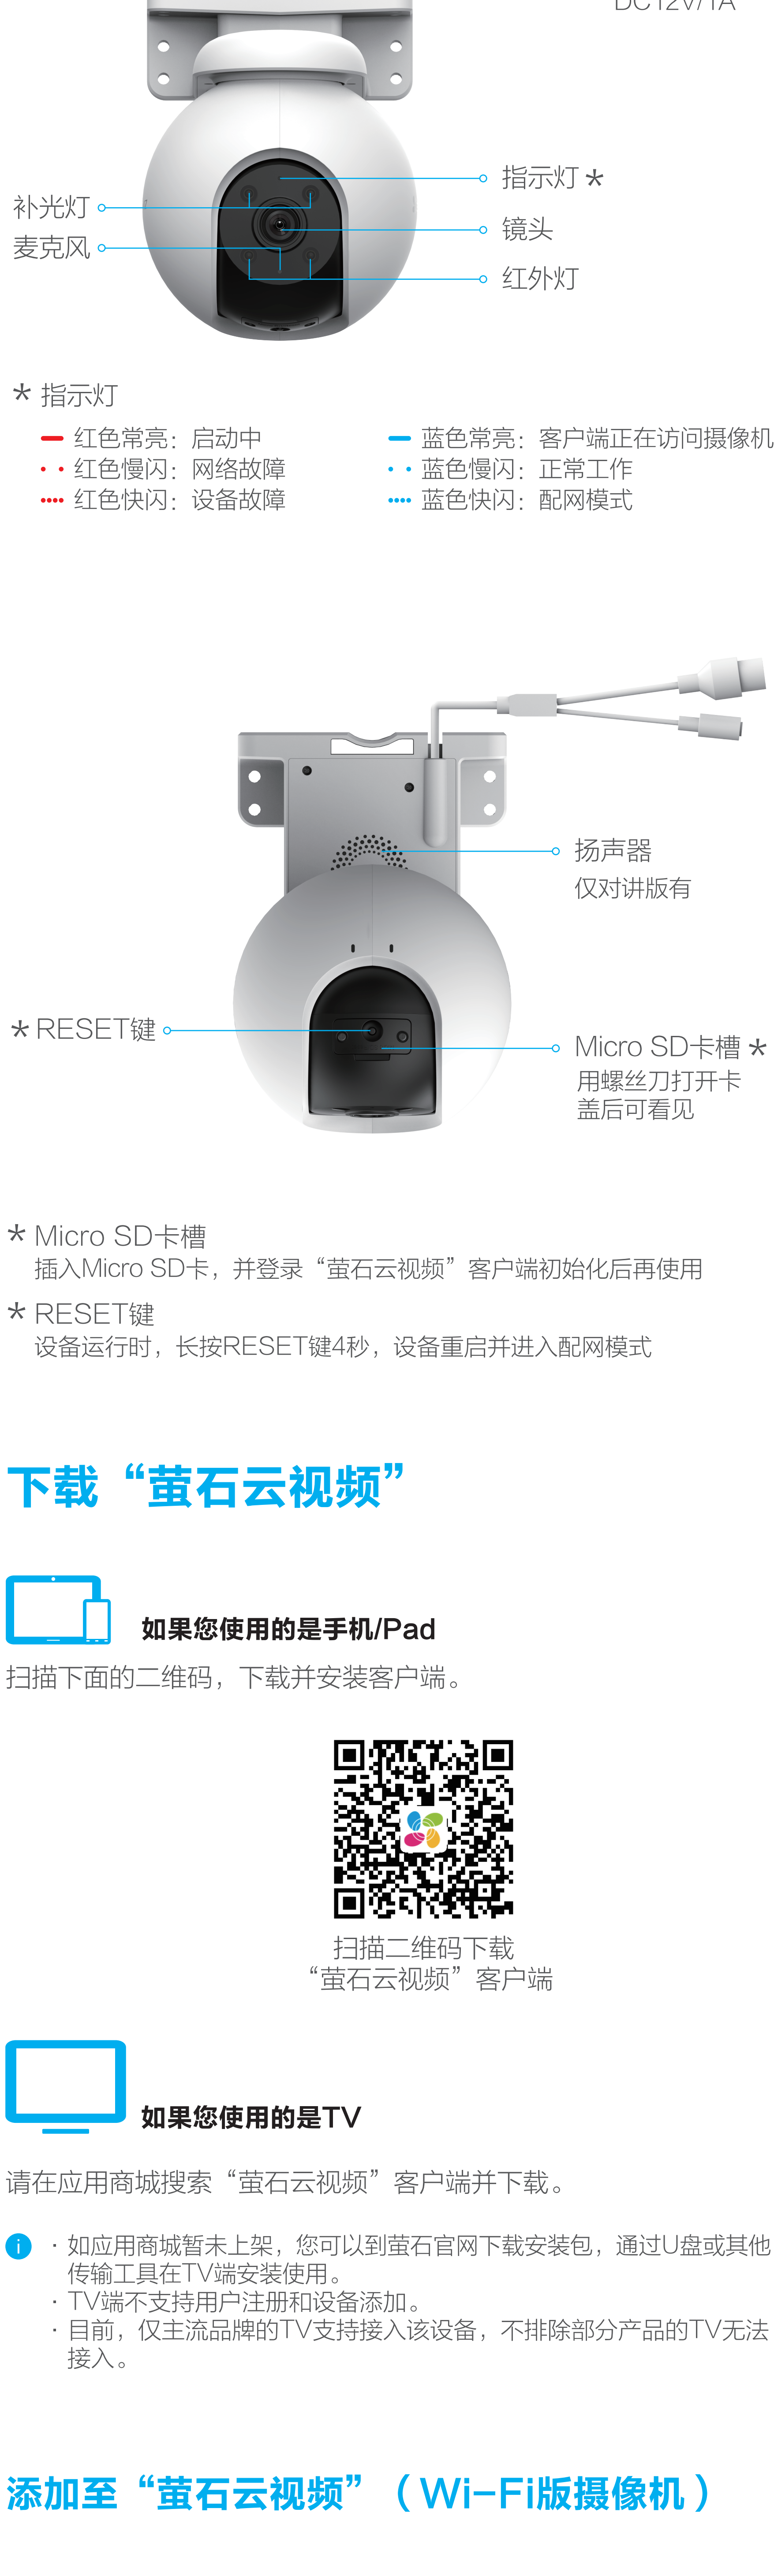 DC12V/1A
指示灯*
补光灯
镜头
麦克风
红外灯
* 指示灯
红色常亮：启动中
蓝色常亮：客户端正在访问摄像机
红色慢闪：网络故障
蓝色慢闪：正常工作
红色快闪：设备故障
蓝色快闪：配网模式
扬声器
仅对讲版有
* RESET键
Micro SD卡槽*
用螺丝刀打开卡
盖后可看见
* Micro SD卡槽
插入Micro SD卡，并登录“萤石云视频”客户端初始化后再使用
* RESET键
设备运行时，长按RESET键4秒，设备重启并进入配网模式
下载“萤石云视频”
如果您使用的是手机/Pad
扫描下面的二维码，下载并安装客户端。
扫描二维码下载
“萤石云视频”客户端
如果您使用的是TV
请在应用商城搜索“萤石云视频”客户端并下载。
i · 如应用商城暂未上架，您可以到萤石官网下载安装包，通过U盘或其他
传输工具在TV端安装使用。
· TV端不支持用户注册和设备添加。
· 目前，仅主流品牌的TV支持接入该设备，不排除部分产品的TV无法
接入。
添加至“萤石云视频”（Wi-Fi版摄像机）